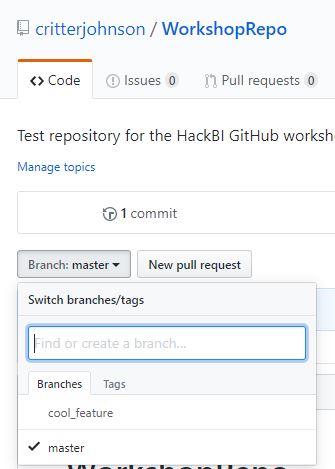 critterjohnson / WorkshopRepo
Code Issues 0 Pull requests 0
Test repository for the HackBI GitHub worksh
Manage topics
1 commit
Branch: master New pull request
Switch branches/tags
Find or create a branch...
Branches Tags
cool_feature
master
WorkshopRepo